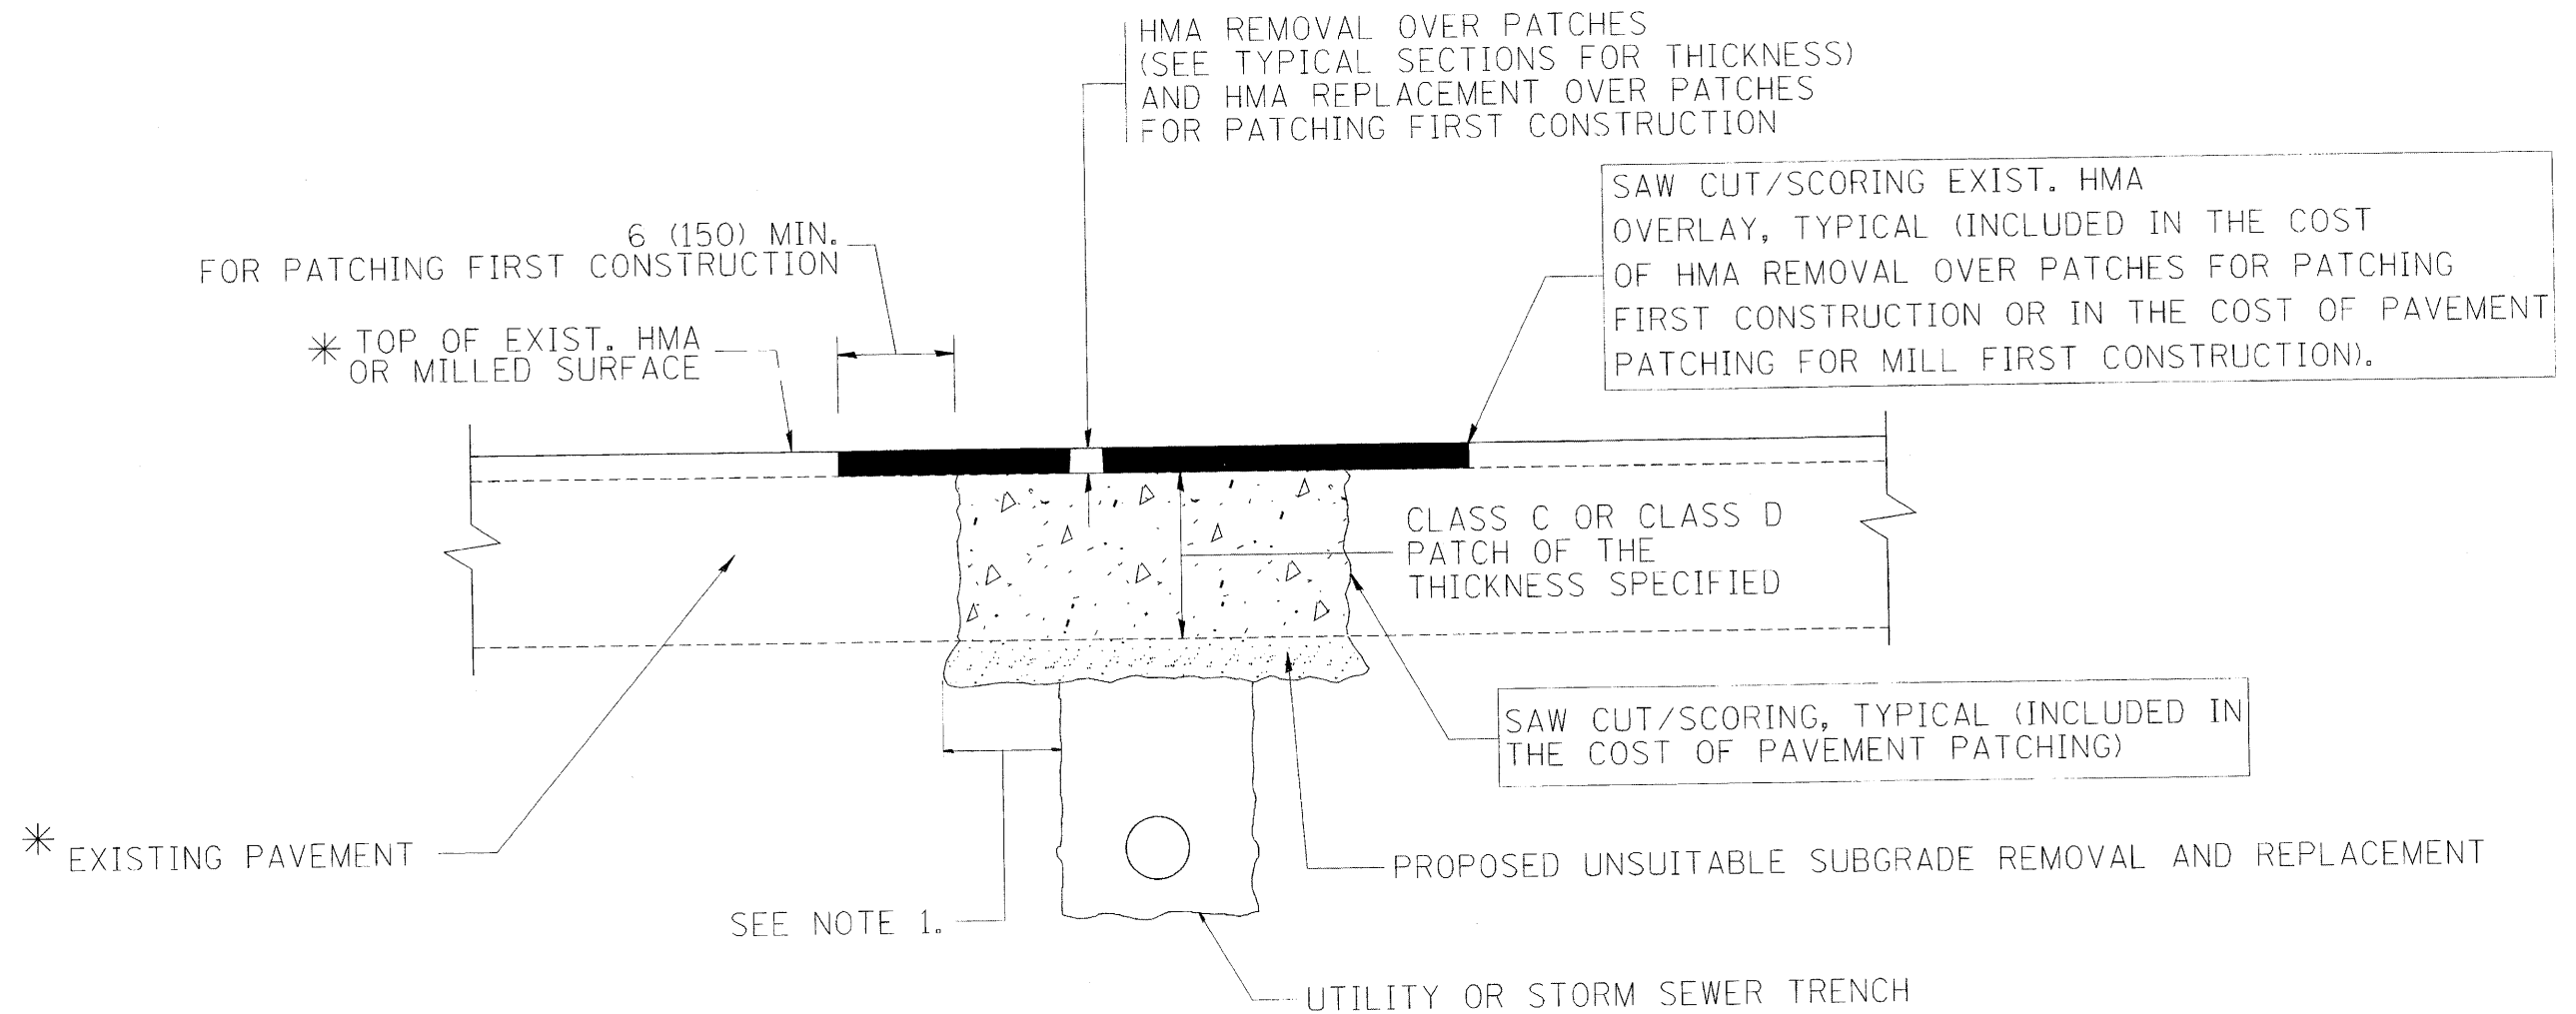 HMA REMOVAL OVER PATCHES
(SEE TYPICAL SECTIONS FOR THICKNESS)
AND HMA REPLACEMENT OVER PATCHES
FOR PATCHING FIRST CONSTRUCTION
SAW CUT/SCORING EXIST. HMA
OVERLAY, TYPICAL (INCLUDED IN THE COST
OF HMA REMOVAL OVER PATCHES FOR PATCHING
FIRST CONSTRUCTION OR IN THE COST OF PAVEMENT
PATCHING FOR MILL FIRST CONSTRUCTION).
6 (150) MIN.
FOR PATCHING FIRST CONSTRUCTION
* TOP OF EXIST. HMA
OR MILLED SURFACE
CLASS C OR CLASS D
PATCH OF THE
THICKNESS SPECIFIED
SAW CUT/SCORING, TYPICAL (INCLUDED IN
THE COST OF PAVEMENT PATCHING)
* EXISTING PAVEMENT
PROPOSED UNSUITABLE SUBGRADE REMOVAL AND REPLACEMENT
SEE NOTE 1.
UTILITY OR STORM SEWER TRENCH